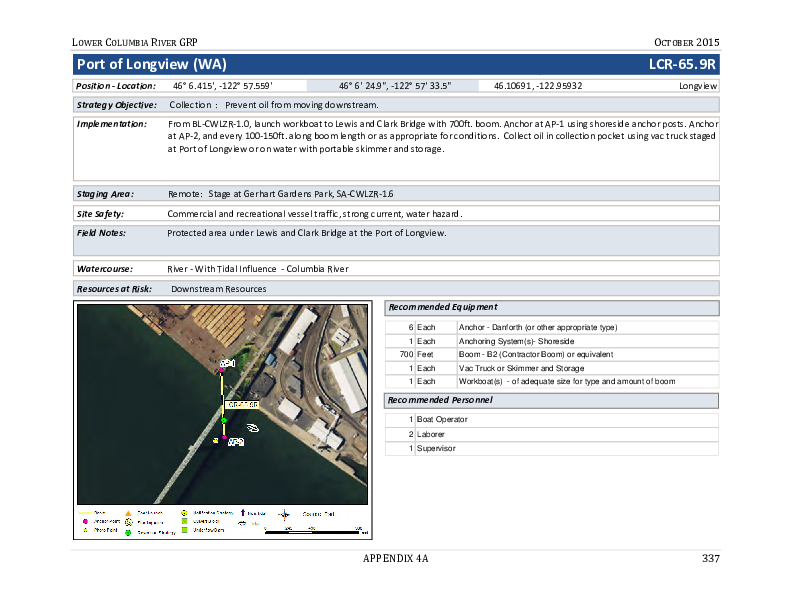 LOWER COLUMBIA RIVER GRP OCTOBER 2015
Port of Longview (WA) LCR-65.9R
Position - Location: 46° 6.415', -122° 57.559' 46° 6' 24.9", -122° 57' 33.5" 46.10691, -122.95932 Longview
Strategy Objective: Collection : Prevent oil from moving downstream.
Implementation: From BL-CWLZR-1.0, launch workboat to Lewis and Clark Bridge with 700ft. boom. Anchor at AP-1 using shoreside anchor posts. Anchor
at AP-2, and every 100-150ft. along boom length or as appropriate for conditions. Collect oil in collection pocket using vac truck staged
at Port of Longview or on water with portable skimmer and storage.
Staging Area: Remote: Stage at Gerhart Gardens Park, SA-CWLZR-1.6
Site Safety: Commercial and recreational vessel traffic, strong current, water hazard.
Field Notes: Protected area under Lewis and Clark Bridge at the Port of Longview.
Watercourse: River - With Tidal Influence - Columbia River
Resources at Risk: Downstream Resources
Recommended Equipment
6 Each Anchor - Danforth (or other appropriate type)
1 Each Anchoring System(s)- Shoreside
700 Feet Boom - B2 (Contractor Boom) or equivalent
1 Each Vac Truck or Skimmer and Storage
1 Each Workboat(s) - of adequate size for type and amount of boom
Recommended Personnel
1 Boat Operator
2 Laborer
1 Supervisor
AP-1
LCR-65.9R
AP-2
Anchor Point
Photo Point
Notification Strategy
Underflow Dam
APPENDIX 4A 337